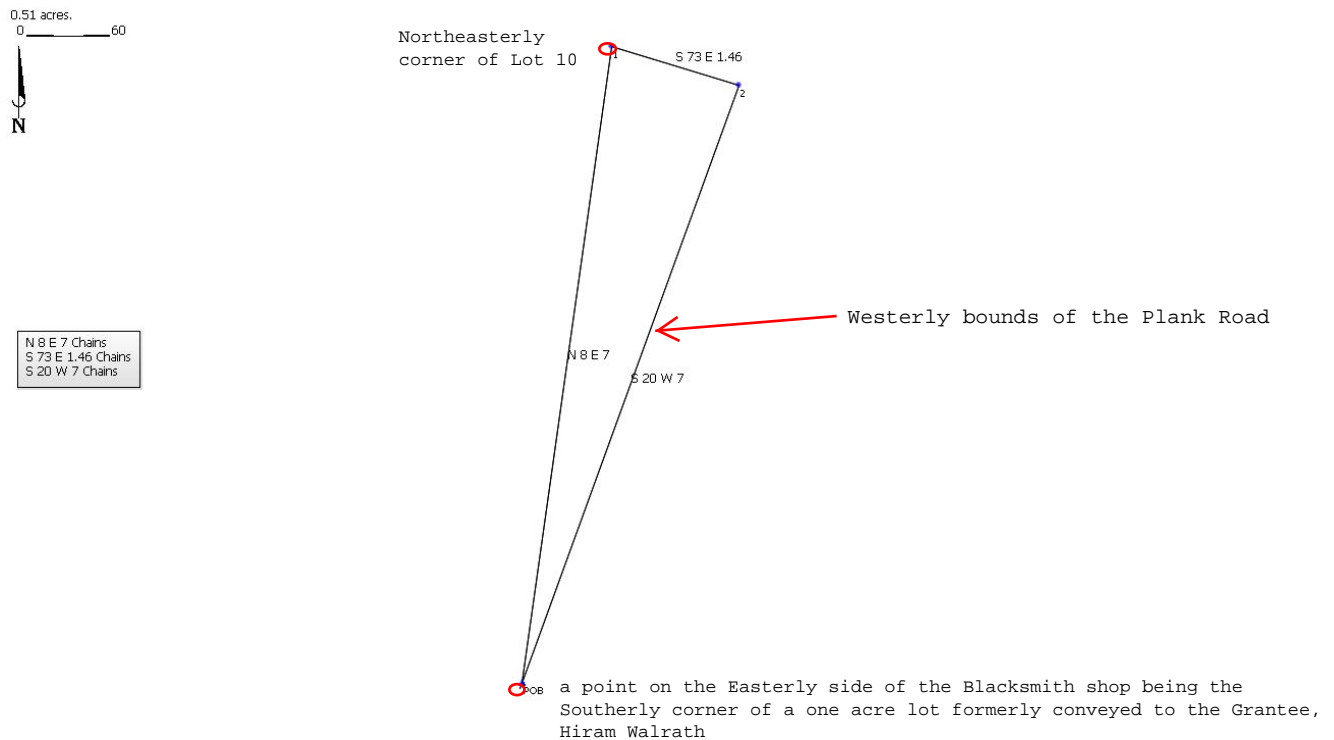 0.51 acres.
0 60
N
Northeasterly
corner of Lot 10
1
S 73 E 1.46
2
Westerly bounds of the Plank Road
N 8 E 7 Chains
S 73 E 1.46 Chains
S 20 W 7 Chains
N 8 E 7
S 20 W 7
POB
a point on the Easterly side of the Blacksmith shop being the
Southerly corner of a one acre lot formerly conveyed to the Grantee,
Hiram Walrath